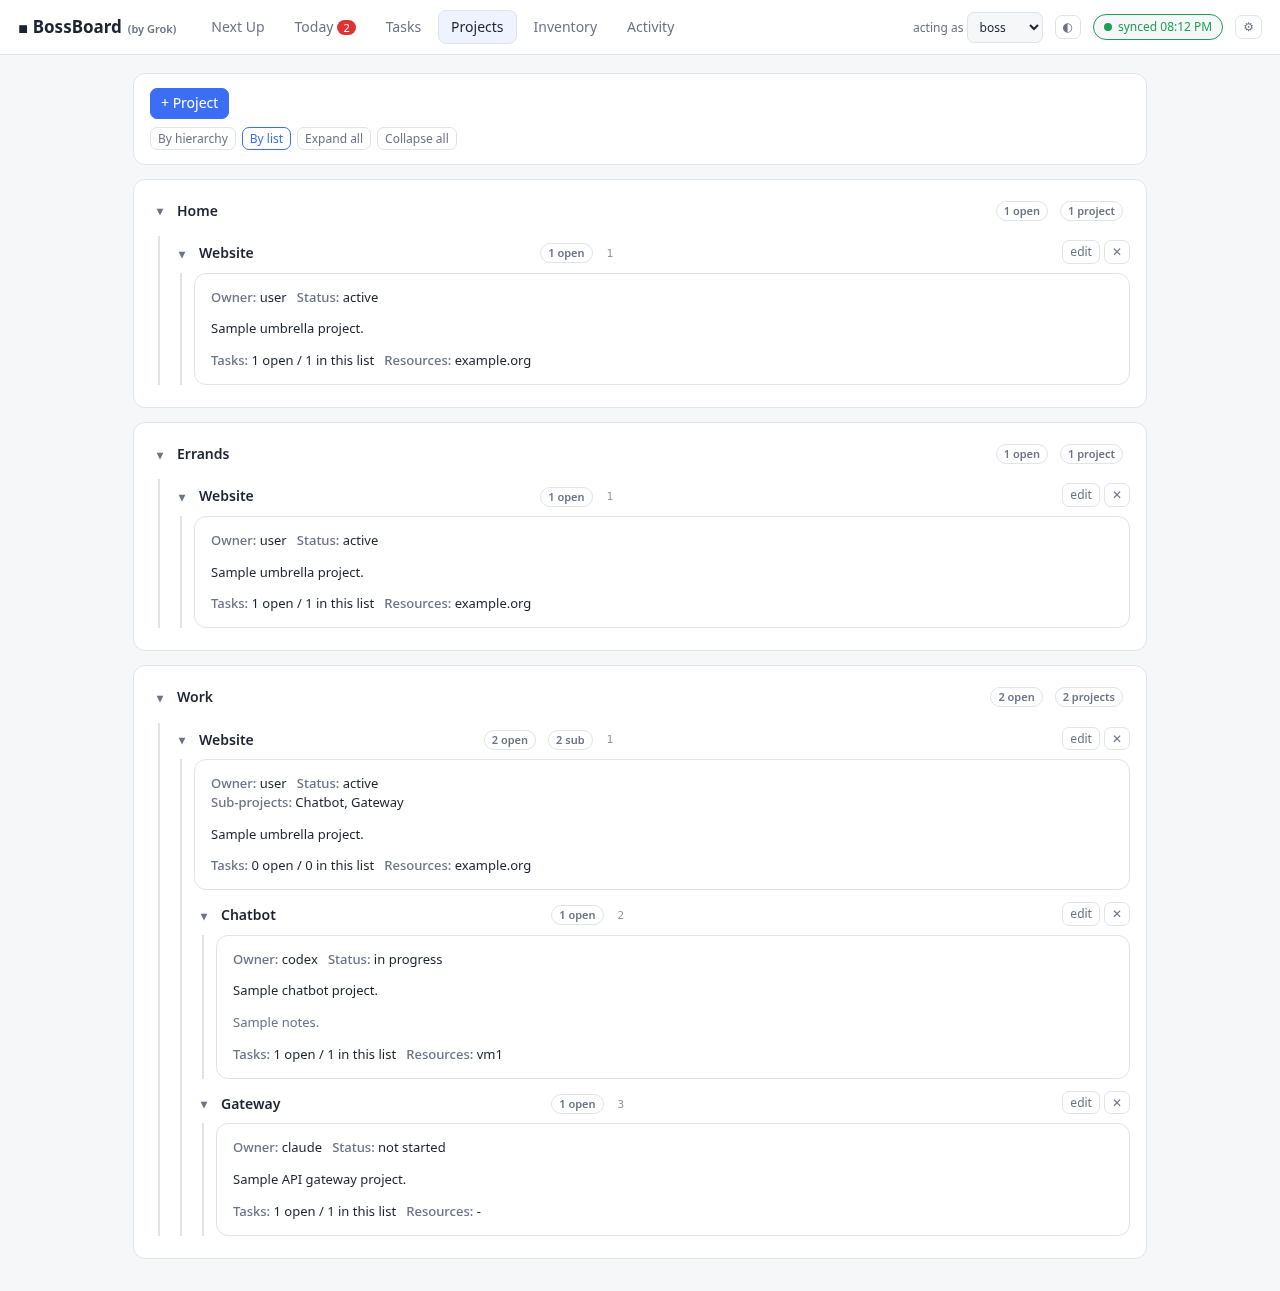 ■ BossBoard (by Grok) Next Up Today 2 Tasks Projects Inventory Activity acting as boss ◐ synced 08:12 PM ⚙
+ Project
By hierarchy By list Expand all Collapse all
▼ Home 1 open 1 project
▼ Website 1 open 1 edit ✕
Owner: user Status: active
Sample umbrella project.
Tasks: 1 open / 1 in this list Resources: example.org
▼ Errands 1 open 1 project
▼ Website 1 open 1 edit ✕
Owner: user Status: active
Sample umbrella project.
Tasks: 1 open / 1 in this list Resources: example.org
▼ Work 2 open 2 projects
▼ Website 2 open 2 sub 1 edit ✕
Owner: user Status: active
Sub-projects: Chatbot, Gateway
Sample umbrella project.
Tasks: 0 open / 0 in this list Resources: example.org
▼ Chatbot 1 open 2 edit ✕
Owner: codex Status: in progress
Sample chatbot project.
Sample notes.
Tasks: 1 open / 1 in this list Resources: vm1
▼ Gateway 1 open 3 edit ✕
Owner: claude Status: not started
Sample API gateway project.
Tasks: 1 open / 1 in this list Resources: -